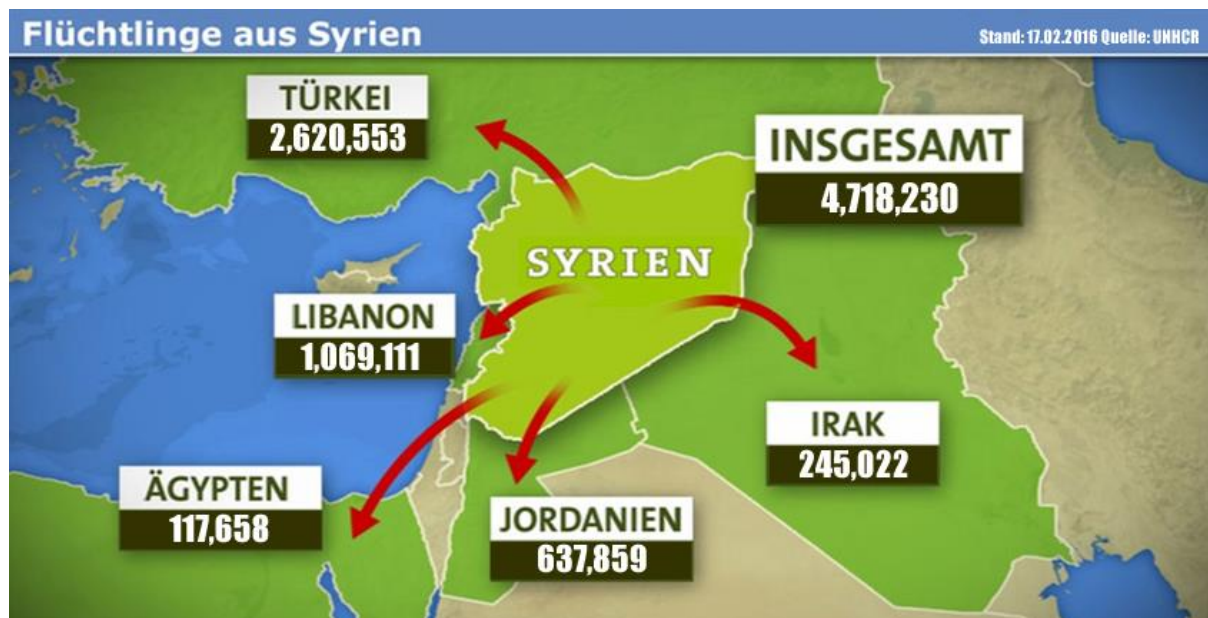 Flüchtlinge aus Syrien
Stand: 17.02.2016 Quelle: UNHCR
TÜRKEI
2,620,553
INSGESAMT
4,718,230
SYRIEN
LIBANON
1,069,111
IRAK
245,022
ÄGYPTEN
117,658
JORDANIEN
637,859